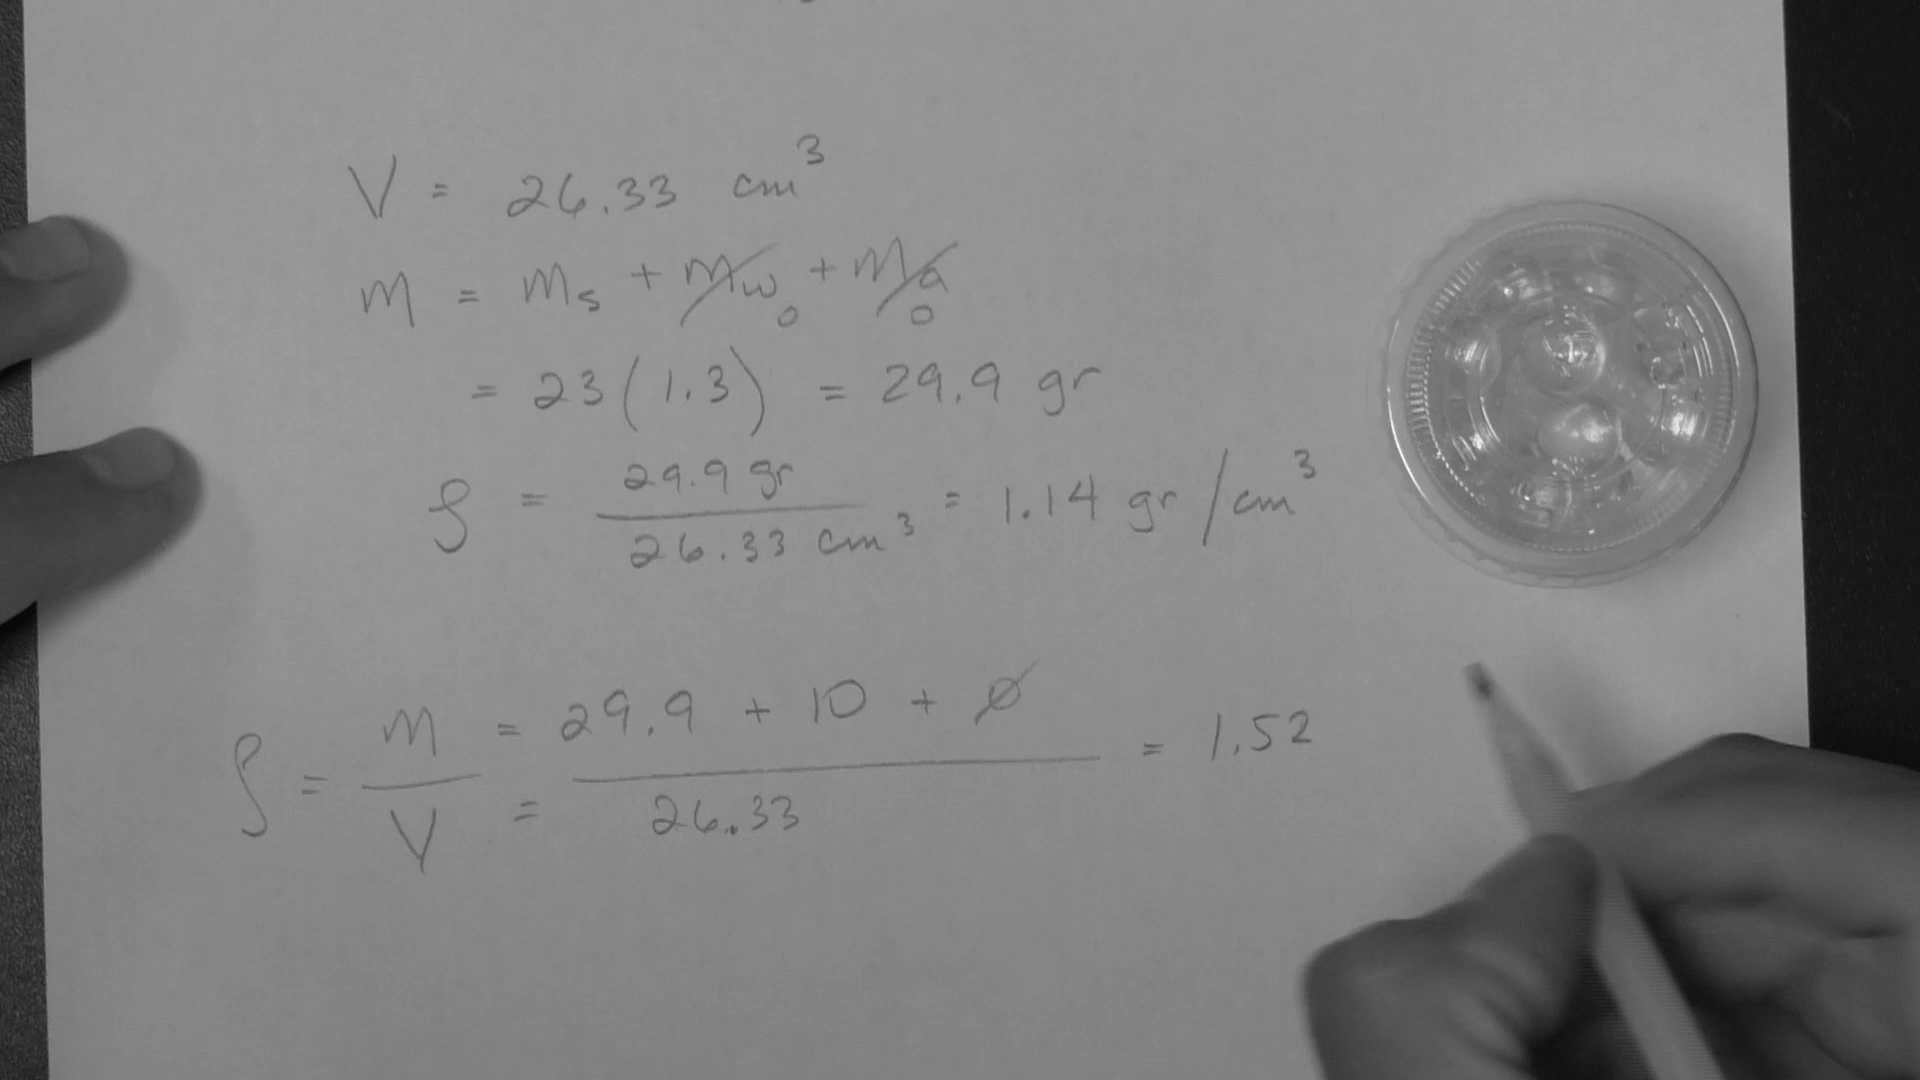 V = 26.33 cm³
m = ms + mw 0 + ma 0
= 23 (1.3) = 29.9 gr
ρ = 29.9 gr / 26.33 cm³ = 1.14 gr/cm³
ρ = m / V = 29.9 + 10 + 0 / = 26.33 = 1.52